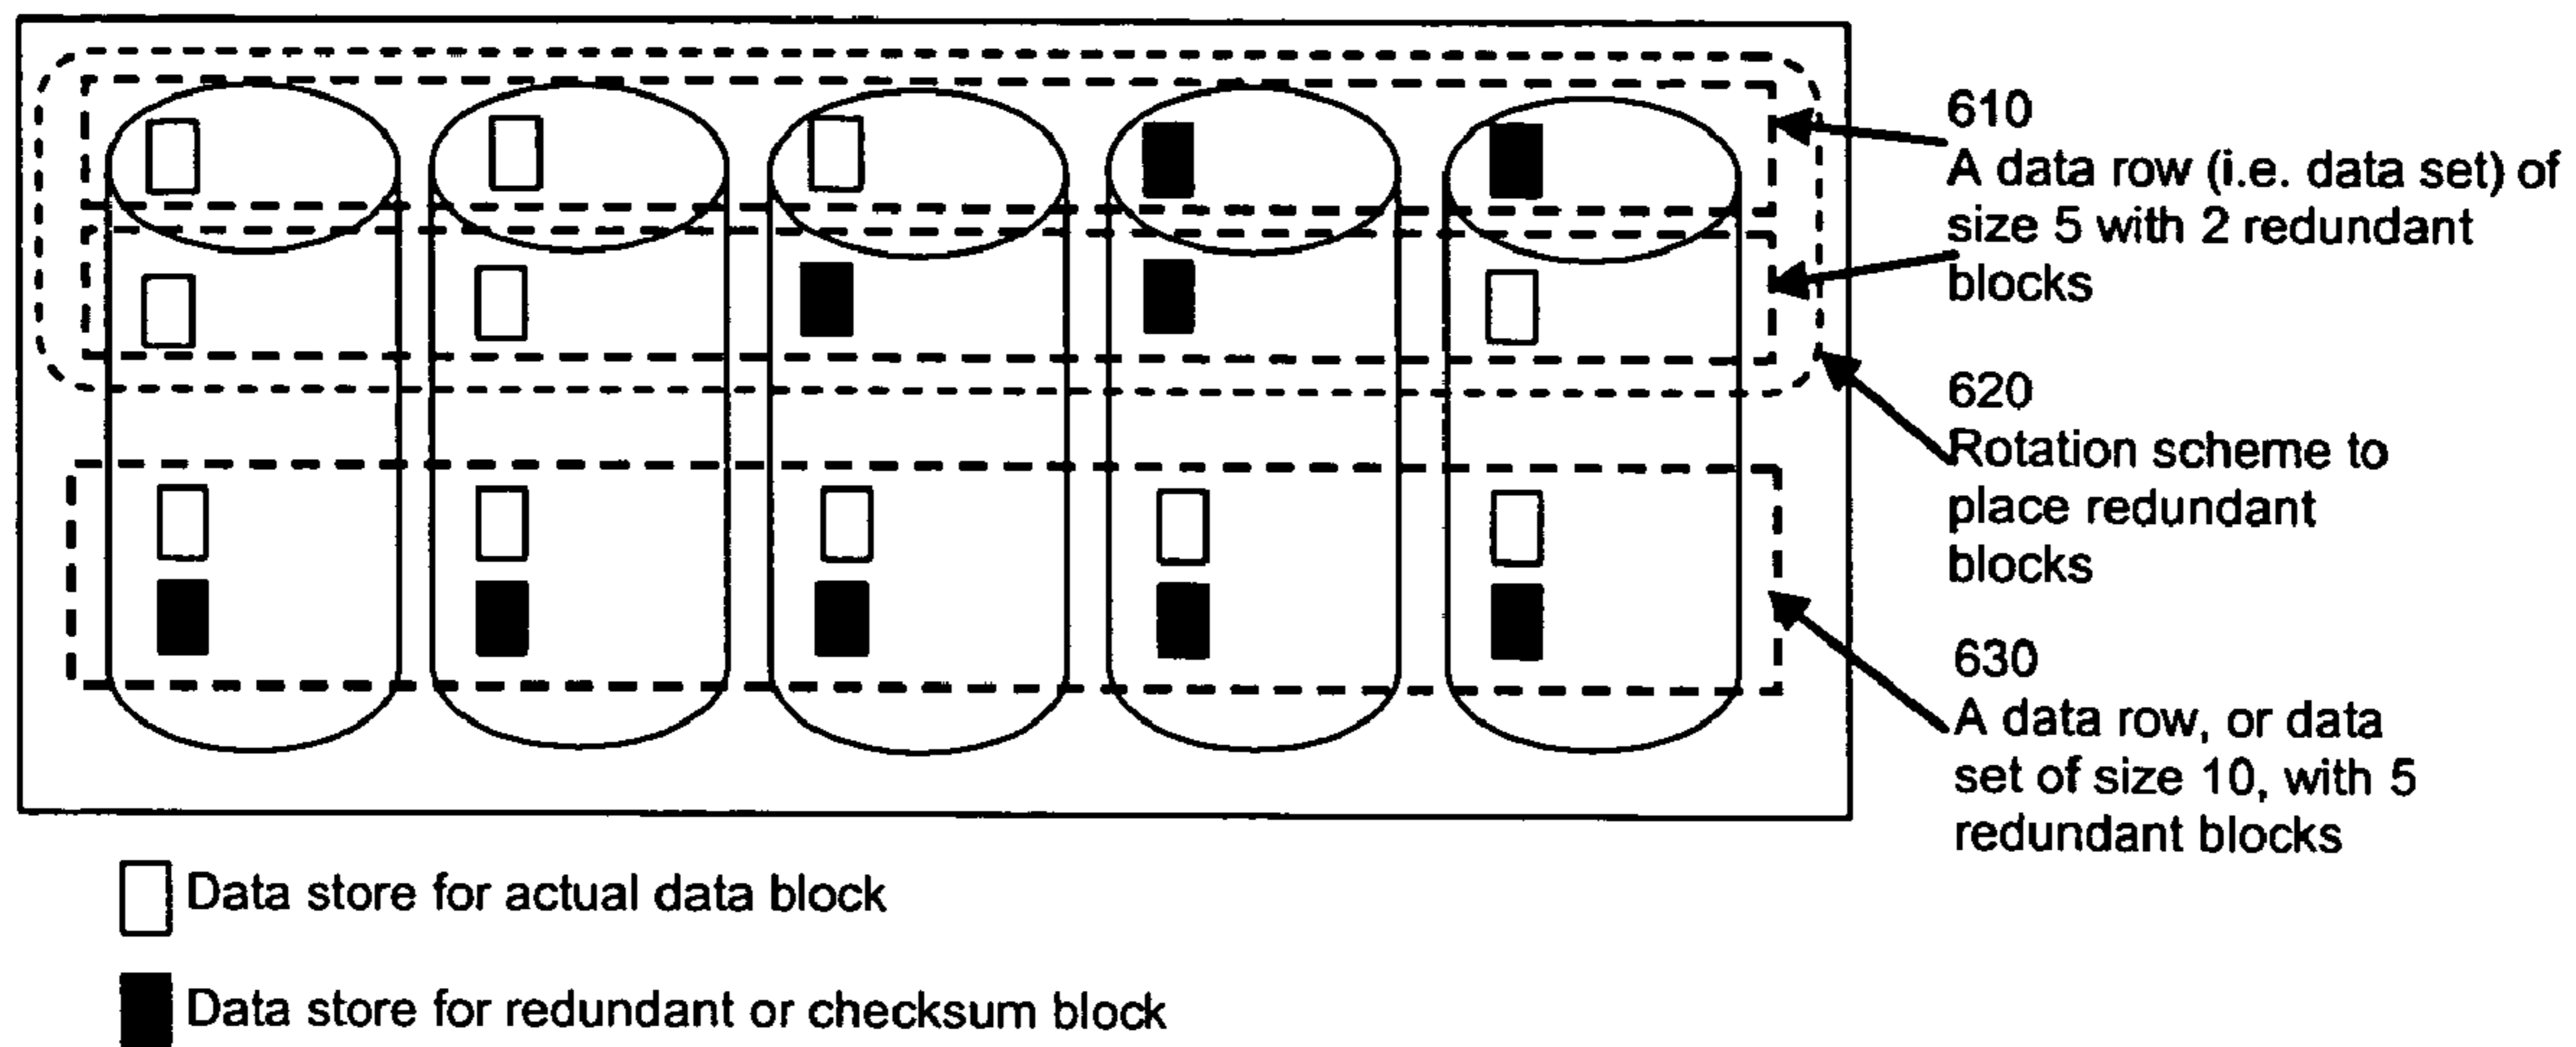 610
A data row (i.e. data set) of
size 5 with 2 redundant
blocks
620
Rotation scheme to
place redundant
blocks
630
A data row, or data
set of size 10, with 5
redundant blocks
Data store for actual data block
Data store for redundant or checksum block